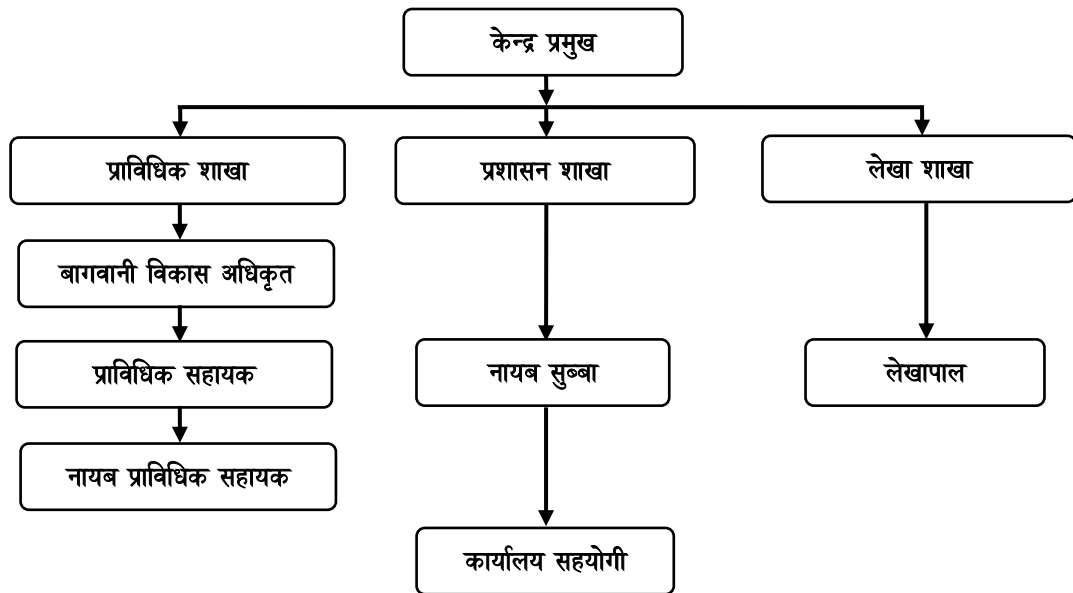 केन्द्र प्रमुख
प्राविधिक शाखा
प्रशासन शाखा
लेखा शाखा
बागवानी विकास अधिकृत
प्राविधिक सहायक
नायब सुब्बा
लेखापाल
नायब प्राविधिक सहायक
कार्यालय सहयोगी